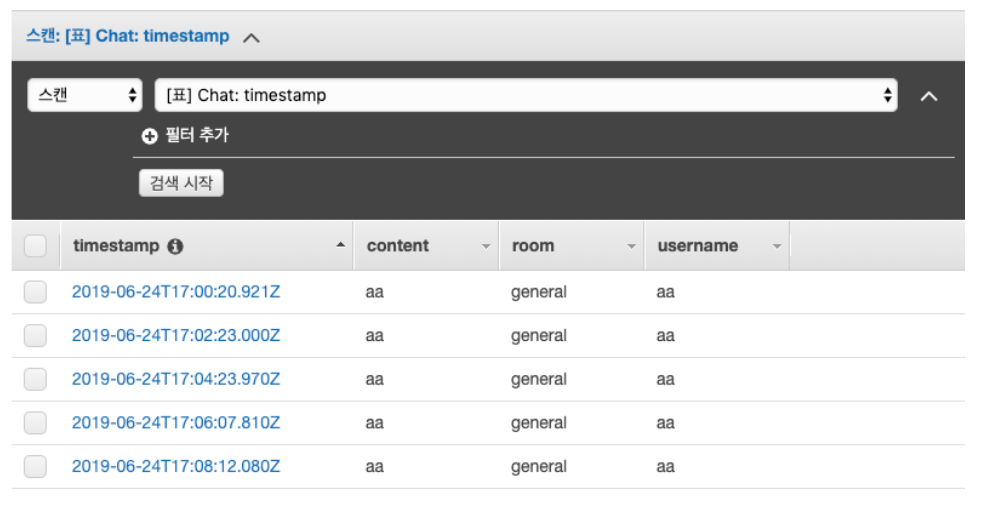 스캔: [표] Chat: timestamp
스캔 [표] Chat: timestamp
필터 추가
검색 시작
timestamp content room username
2019-06-24T17:00:20.921Z aa general aa
2019-06-24T17:02:23.000Z aa general aa
2019-06-24T17:04:23.970Z aa general aa
2019-06-24T17:06:07.810Z aa general aa
2019-06-24T17:08:12.080Z aa general aa